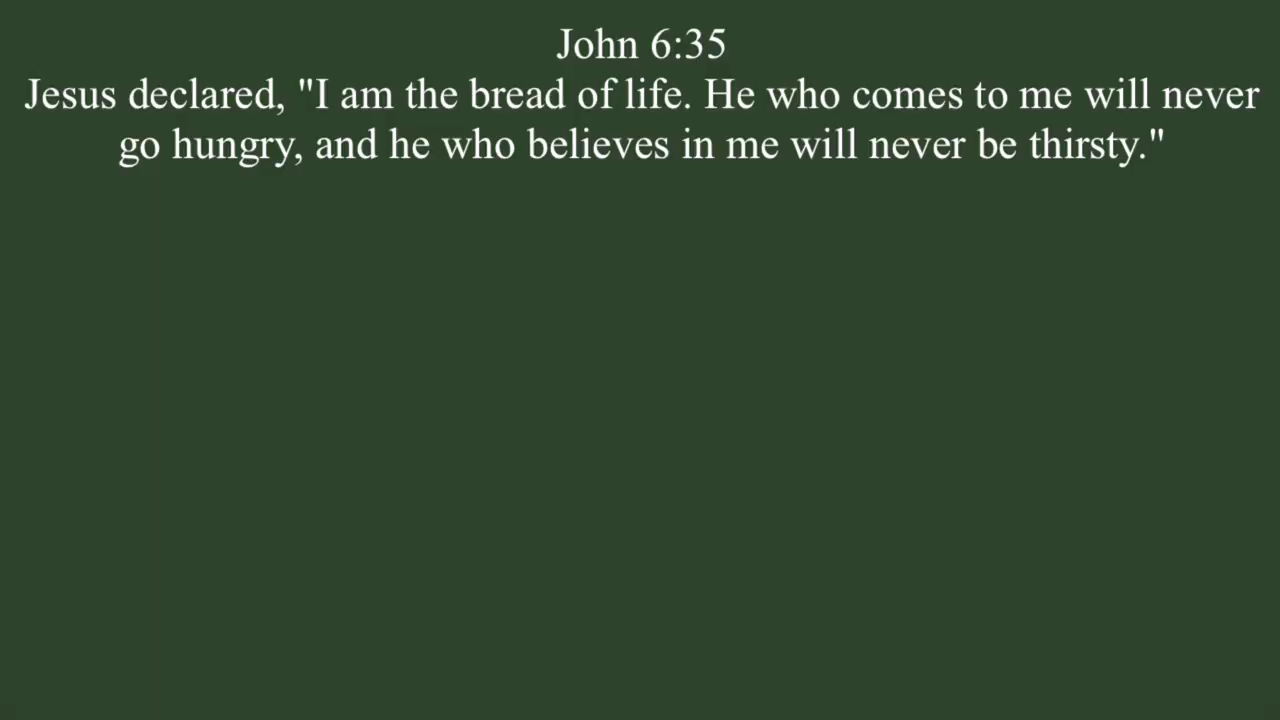 John 6:35
Jesus declared, "I am the bread of life. He who comes to me will never
go hungry, and he who believes in me will never be thirsty."